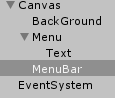 Canvas
BackGround
Menu
Text
MenuBar
EventSystem